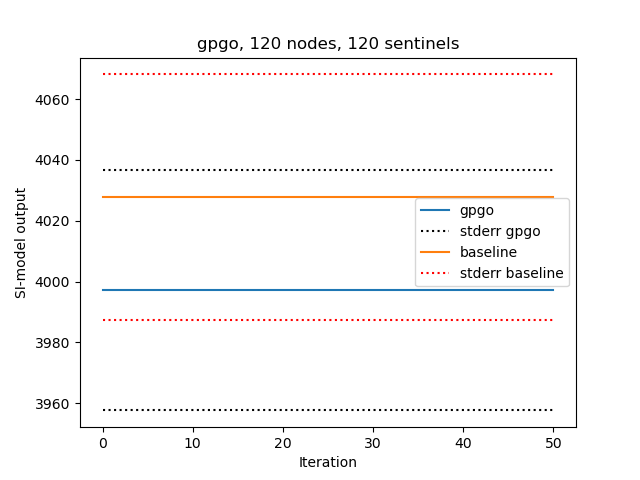 gpgo, 120 nodes, 120 sentinels
SI-model output
4060
4040
4020
4000
3980
3960
gpgo
stderr gpgo
baseline
stderr baseline
0 10 20 30 40 50
Iteration